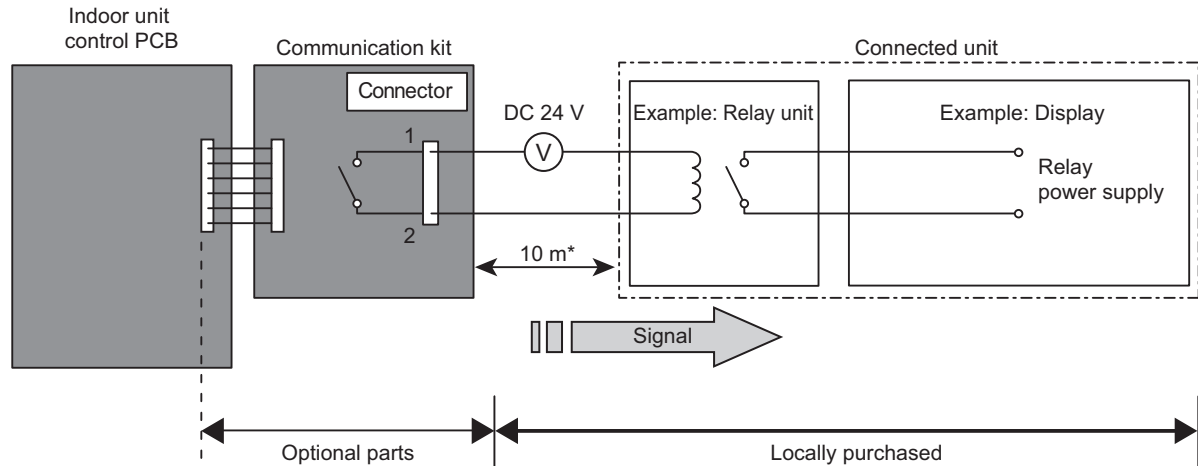 Indoor unit
control PCB
Communication kit
Connected unit
Connector
DC 24 V
Example: Relay unit
Example: Display
1
V
Relay
power supply
2
10 m*
Signal
Optional parts
Locally purchased